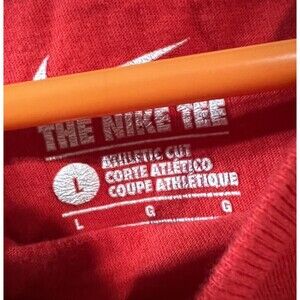 THE NIKE TEE
L
ATHLETIC CUT
CORTE ATLÉTICO
COUPE ATHLÉTIQUE
L G G